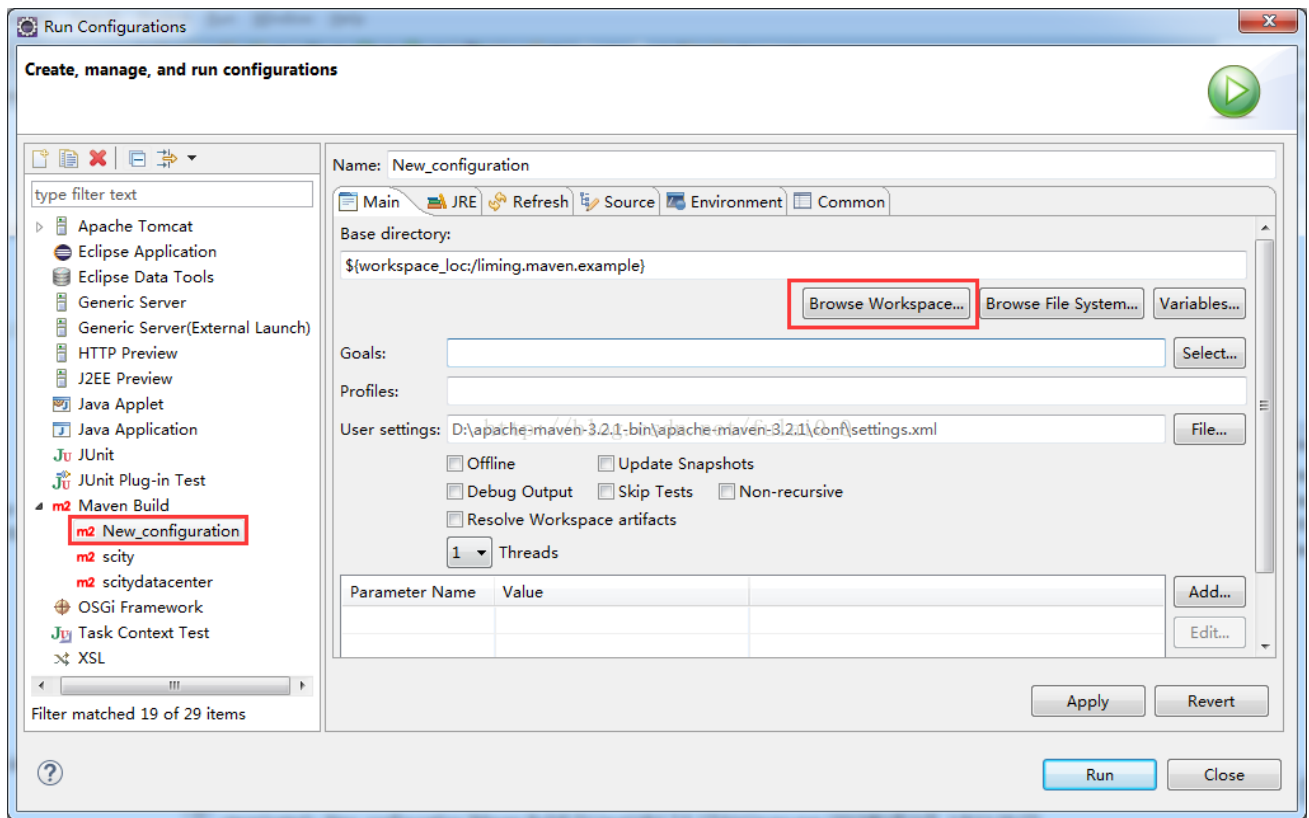 Run Configurations
Create, manage, and run configurations
type filter text
Apache Tomcat
Eclipse Application
Eclipse Data Tools
Generic Server
Generic Server(External Launch)
HTTP Preview
J2EE Preview
Java Applet
Java Application
Ju JUnit
JUnit Plug-in Test
m2 Maven Build
m2 New_configuration
m2 scity
m2 scitydatacenter
OSGi Framework
Task Context Test
XSL
Filter matched 19 of 29 items
Name: New_configuration
Main JRE Refresh Source Environment Common
Base directory:
${workspace_loc:/liming.maven.example}
Browse Workspace... Browse File System... Variables...
Goals: Select...
Profiles:
User settings: D:\apache-maven-3.2.1-bin\apache-maven-3.2.1\conf\settings.xml File...
Offline Update Snapshots
Debug Output Skip Tests Non-recursive
Resolve Workspace artifacts
1 Threads
Parameter Name Value
Add...
Edit...
Apply Revert
Run Close